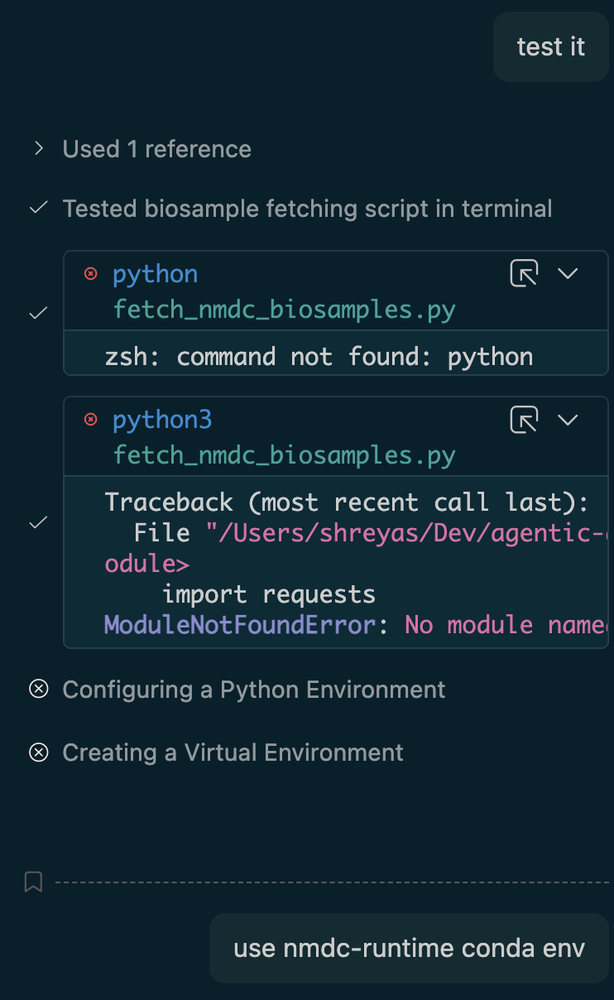 test it
Used 1 reference
Tested biosample fetching script in terminal
python
fetch_nmdc_biosamples.py
zsh: command not found: python
python3
fetch_nmdc_biosamples.py
Traceback (most recent call last):
File "/Users/shreyas/Dev/agentic-
odule>
import requests
ModuleNotFoundError: No module name
Configuring a Python Environment
Creating a Virtual Environment
use nmdc-runtime conda env